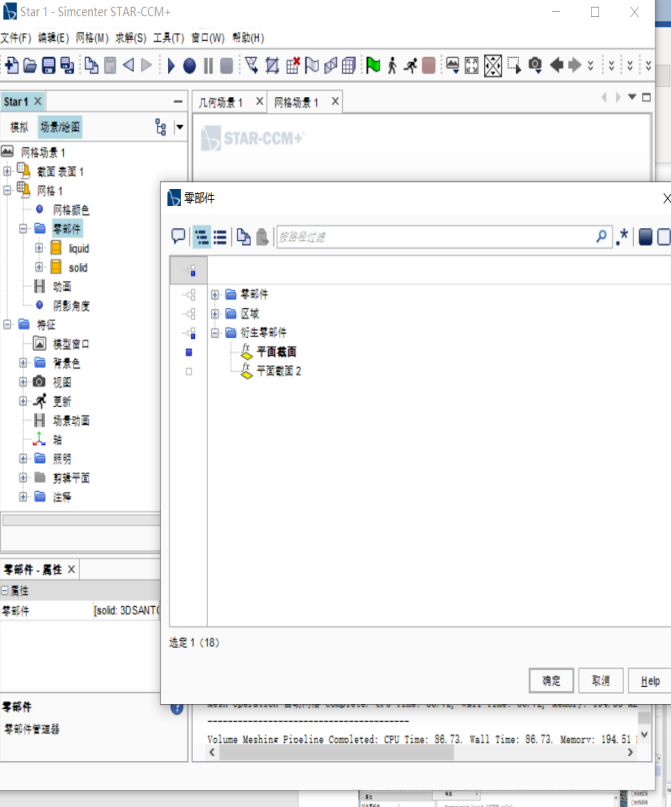 Star 1 - Simcenter STAR-CCM+
文件(F) 编辑(E) 网格(M) 求解(S) 工具(T) 窗口(W) 帮助(H)
Star 1
几何场景 1
网格场景 1
模拟
场景/绘图
STAR-CCM+
网格场景 1
截面 表面 1
网格 1
网格颜色
零部件
liquid
solid
动画
阴影角度
特征
模型窗口
背景色
视图
更新
场景动画
轴
照明
剪辑平面
注释
零部件 - 属性
属性
零部件
[solid: 3DSANT
零部件
零部件管理器
零部件
按路径过滤
零部件
区域
衍生零部件
平面截面
平面截面 2
选定 1 (18)
确定
取消
Help
Mesh Operation 自动网格 complete. CPU Time: 86.72, Wall Time: 86.72, Memory: 194.
----------------------------------------
Volume Meshing Pipeline Completed: CPU Time: 86.73, Wall Time: 86.73, Memory: 194.51